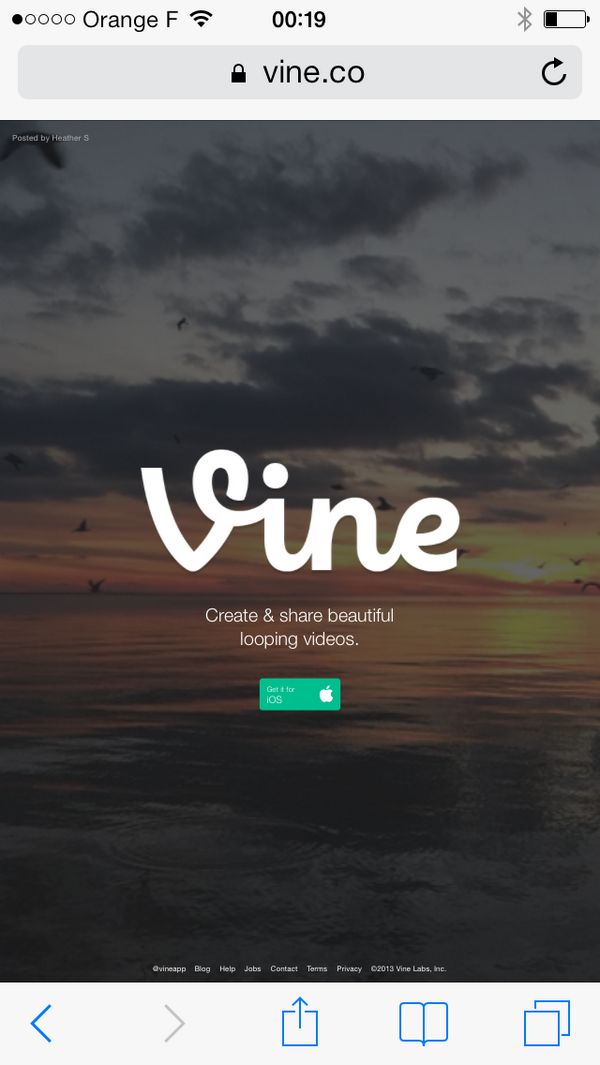 Orange F 00:19
vine.co
Posted by Heather S
Vine
Create & share beautiful
looping videos.
Get it for
iOS
@vineapp Blog Help Jobs Contact Terms Privacy ©2013 Vine Labs, Inc.